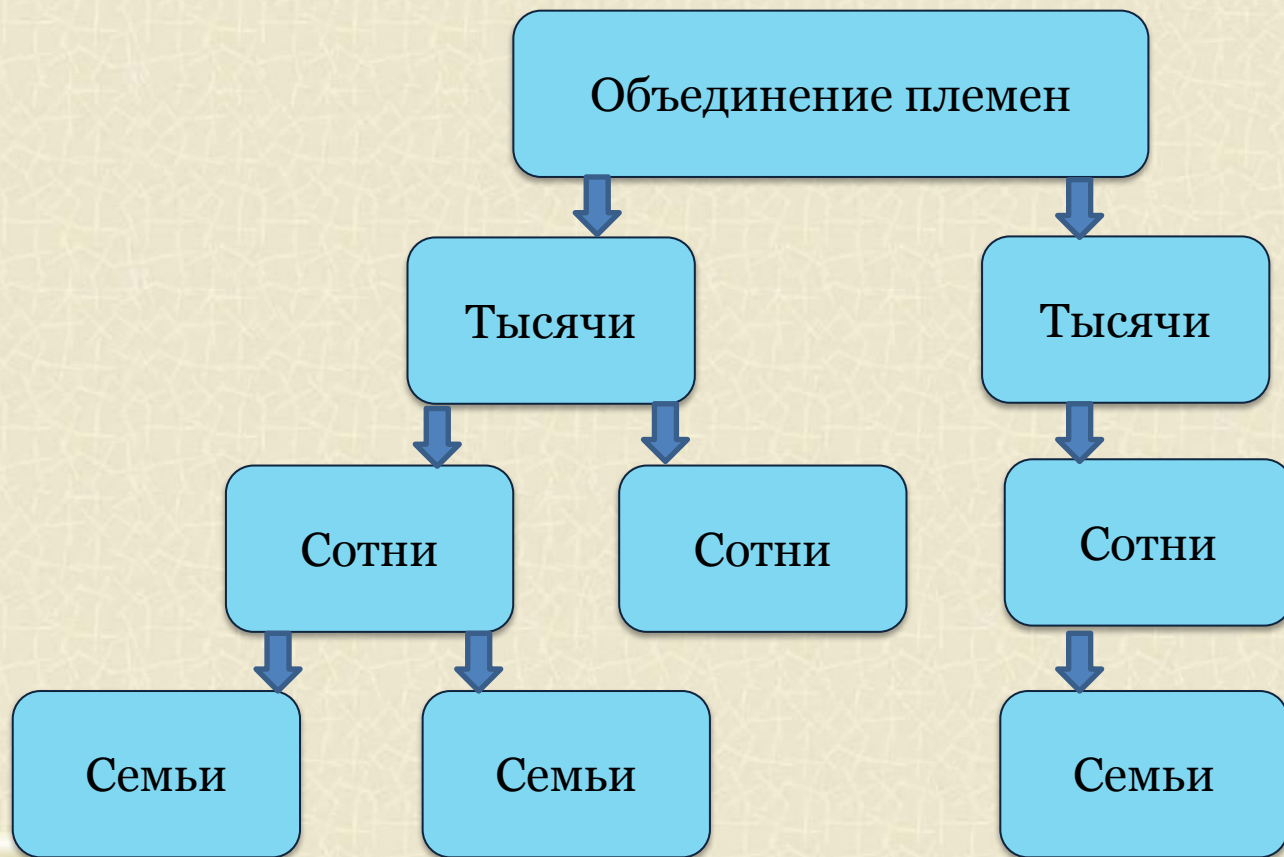 Объединение племен
Тысячи
Тысячи
Сотни
Сотни
Сотни
Семьи
Семьи
Семьи